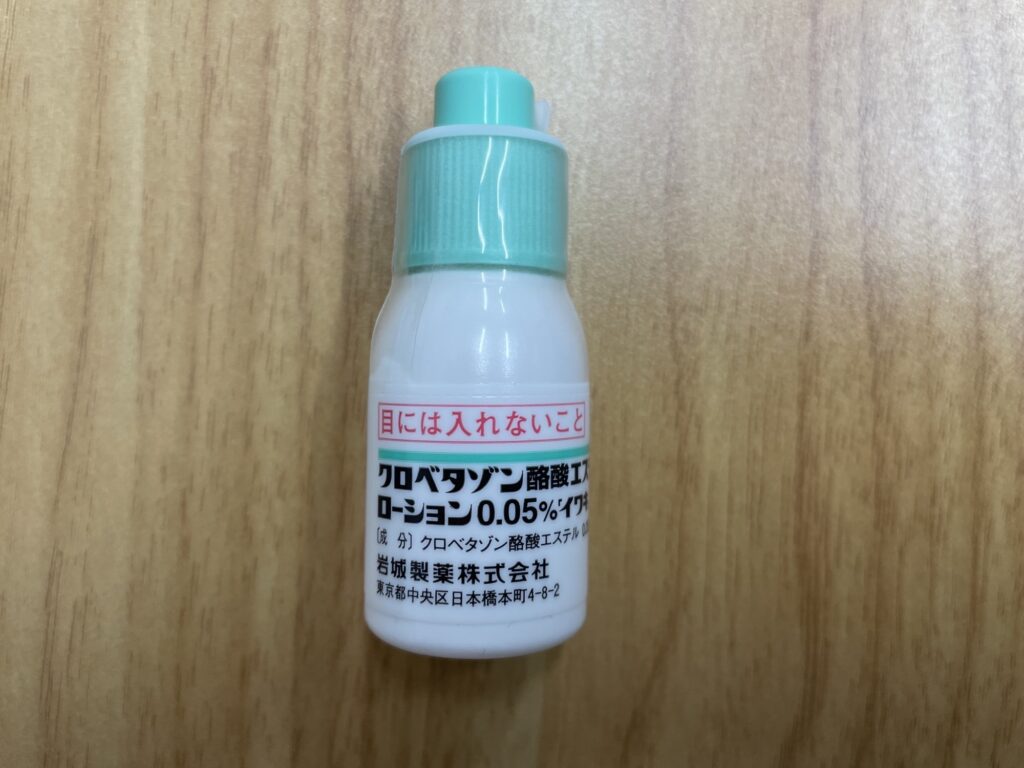 目には入れないこと
クロベタゾン酪酸エス
ローション0.05%「イワキ
〔成 分〕クロベタゾン酪酸エステル
岩城製薬株式会社
東京都中央区日本橋本町4-8-2